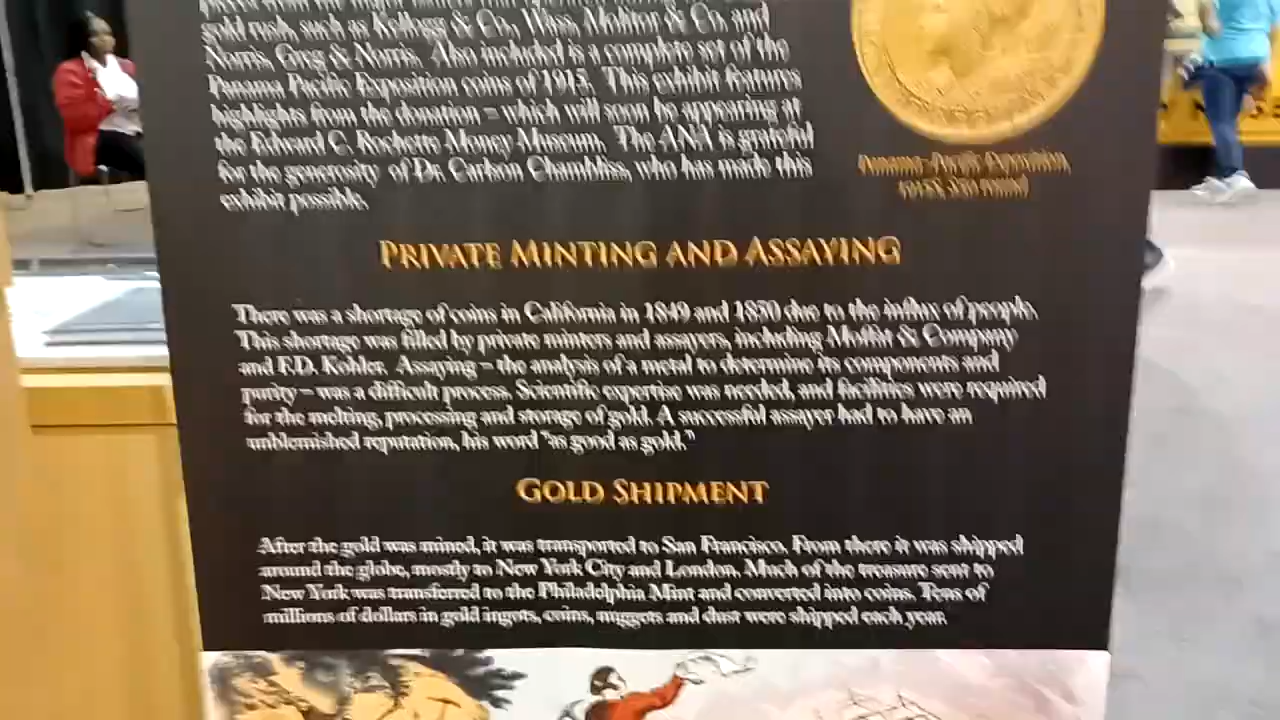 gold rush, such as Kellogg & Co., Wass, Molitor & Co. and
Norris, Greg & Norris. Also included is a complete set of the
Panama Pacific Exposition coins of 1915. This exhibit features
highlights from the donation – which will soon be appearing at
the Edward C. Rochette Money Museum. The ANA is grateful
for the generosity of Dr. Carlson Chambliss, who has made this
exhibit possible.
Panama-Pacific Exposition
PRIVATE MINTING AND ASSAYING
There was a shortage of coins in California in 1849 and 1850 due to the influx of people.
This shortage was filled by private minters and assayers, including Moffat & Company
and F.D. Kohler. Assaying – the analysis of a metal to determine its components and
purity – was a difficult process. Scientific expertise was needed, and facilities were required
for the melting, processing and storage of gold. A successful assayer had to have an
unblemished reputation, his word "as good as gold."
GOLD SHIPMENT
After the gold was mined, it was transported to San Francisco. From there it was shipped
around the globe, mostly to New York City and London. Much of the treasure sent to
New York was transferred to the Philadelphia Mint and converted into coins. Tens of
millions of dollars in gold ingots, coins, nuggets and dust were shipped each year.